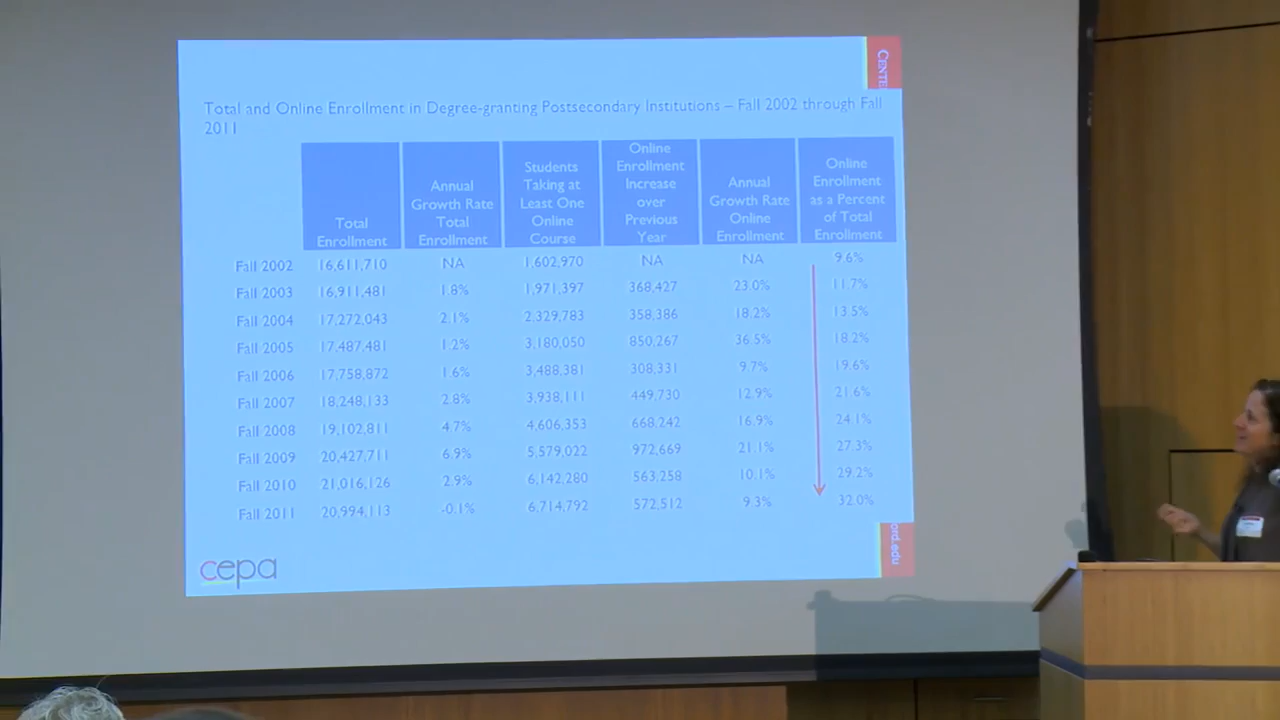 CENTE
Total and Online Enrollment in Degree-granting Postsecondary Institutions – Fall 2002 through Fall
2011
Total Enrollment
Annual Growth Rate Total Enrollment
Students Taking at Least One Online Course
Online Enrollment Increase over Previous Year
Annual Growth Rate Online Enrollment
Online Enrollment as a Percent of Total Enrollment
Fall 2002 16,611,710 NA 1,602,970 NA NA 9.6%
Fall 2003 16,911,481 1.8% 1,971,397 368,427 23.0% 11.7%
Fall 2004 17,272,043 2.1% 2,329,783 358,386 18.2% 13.5%
Fall 2005 17,487,481 1.2% 3,180,050 850,267 36.5% 18.2%
Fall 2006 17,758,872 1.6% 3,488,381 308,331 9.7% 19.6%
Fall 2007 18,248,133 2.8% 3,938,111 449,730 12.9% 21.6%
Fall 2008 19,102,811 4.7% 4,606,353 668,242 16.9% 24.1%
Fall 2009 20,427,711 6.9% 5,579,022 972,669 21.1% 27.3%
Fall 2010 21,016,126 2.9% 6,142,280 563,258 10.1% 29.2%
Fall 2011 20,994,113 -0.1% 6,714,792 572,512 9.3% 32.0%
ord.edu
cepa